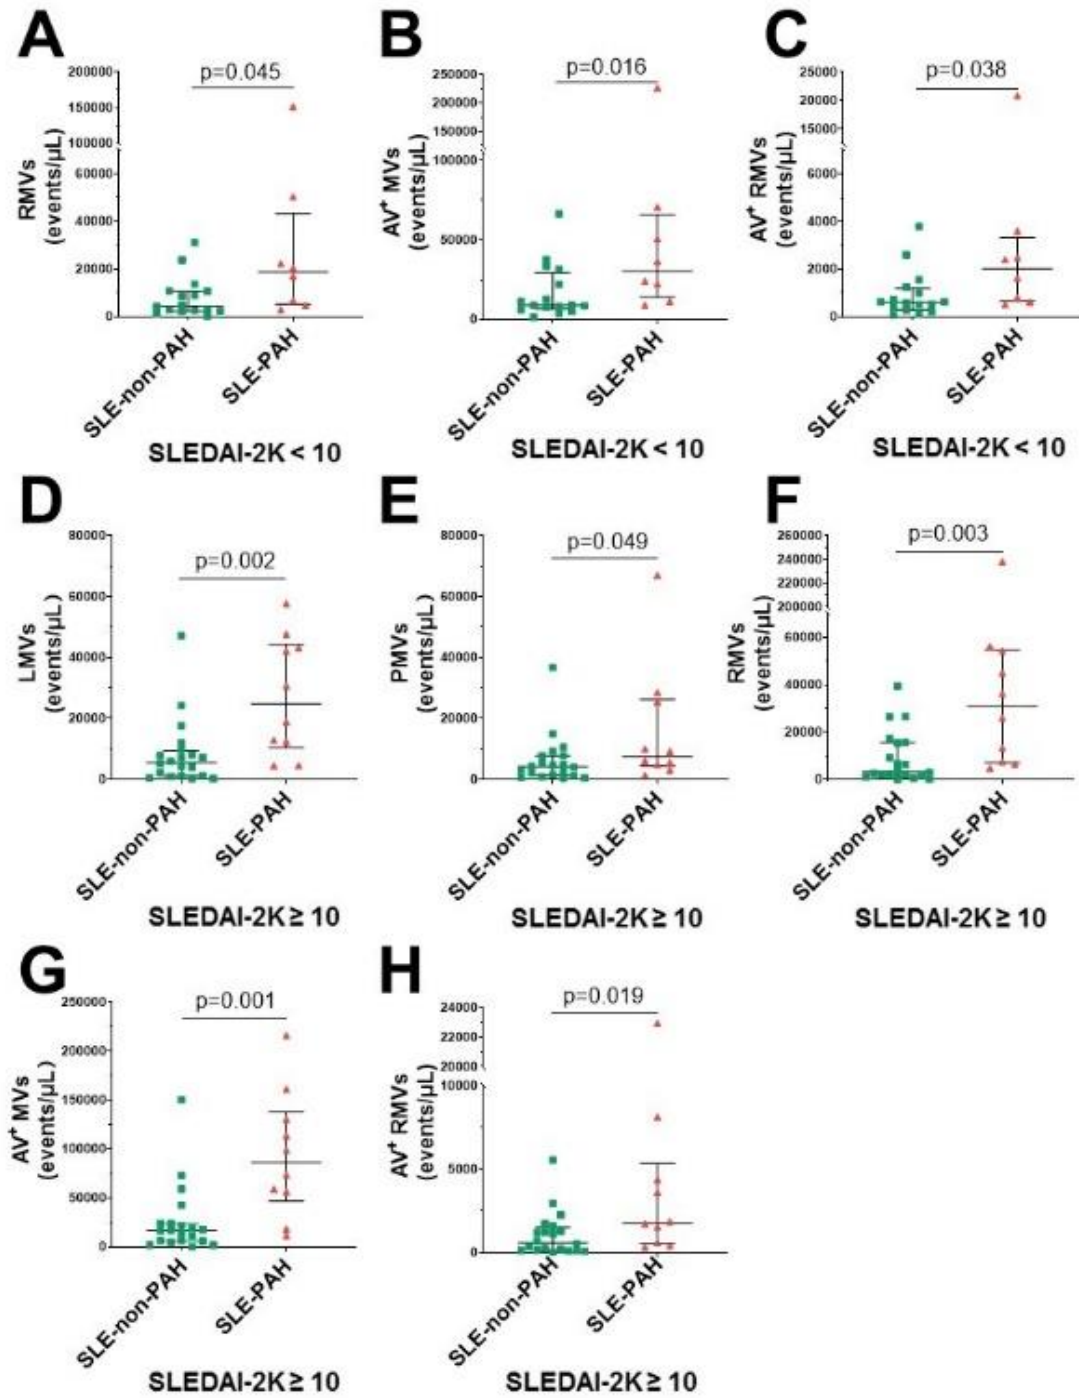 A
p=0.045
200000
150000
100000
60000
40000
20000
0
RMVs
(events/μL)
SLE-non-PAH
SLE-PAH
SLEDAI-2K < 10
B
p=0.016
250000
200000
150000
100000
50000
0
AV⁺ MVs
(events/μL)
SLE-non-PAH
SLE-PAH
SLEDAI-2K < 10
C
p=0.038
25000
20000
15000
6000
4000
2000
0
AV⁺ RMVs
(events/μL)
SLE-non-PAH
SLE-PAH
SLEDAI-2K < 10
D
p=0.002
80000
60000
40000
20000
0
LMVs
(events/μL)
SLE-non-PAH
SLE-PAH
SLEDAI-2K ≥ 10
E
p=0.049
80000
60000
40000
20000
0
PMVs
(events/μL)
SLE-non-PAH
SLE-PAH
SLEDAI-2K ≥ 10
F
p=0.003
260000
240000
220000
200000
60000
40000
20000
0
RMVs
(events/μL)
SLE-non-PAH
SLE-PAH
SLEDAI-2K ≥ 10
G
p=0.001
250000
200000
150000
100000
50000
0
AV⁺ MVs
(events/μL)
SLE-non-PAH
SLE-PAH
SLEDAI-2K ≥ 10
H
p=0.019
24000
22000
20000
10000
5000
0
AV⁺ RMVs
(events/μL)
SLE-non-PAH
SLE-PAH
SLEDAI-2K ≥ 10